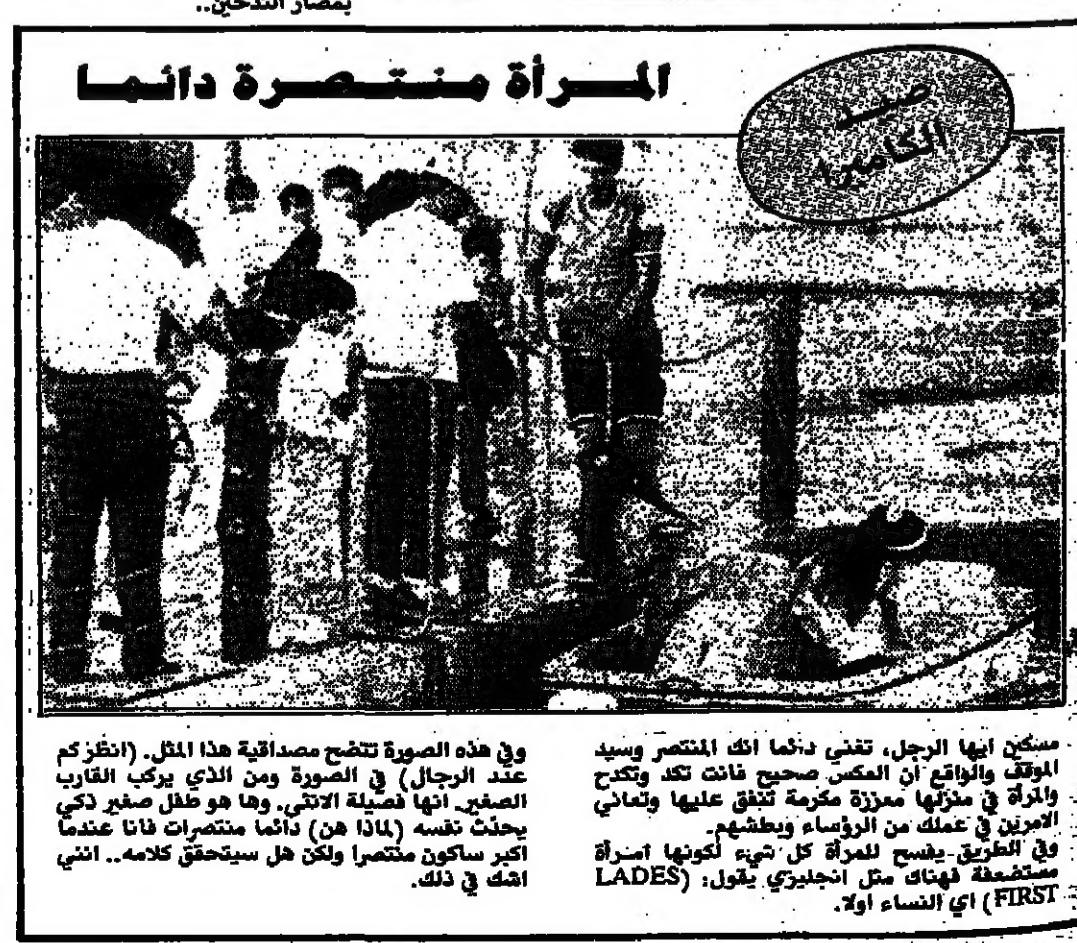 بمضار التدخين..
صيد
الكاميرا
المرأة منتصرة دائما
مسكين ايها الرجل، تغني دائما انك المنتصر وسيد
الموقف والواقع ان العكس صحيح فانت تكد وتكدح
والمرأة في منزلها معززة مكرمة تنفق عليها وتعاني
الامرين في عملك من الرؤساء وبطشهم.
وفي الطريق يفسح للمرأة كل شيء لكونها امرأة
مستضعفة فهناك مثل انجليزي يقول: (LADES
FIRST) اي النساء اولا.
وفي هذه الصورة تتضح مصداقية هذا المثل. (انظر كم
عدد الرجال) في الصورة ومن الذي يركب القارب
الصغير. انها فصيلة الانثى. وها هو طفل صغير ذكي
يحدث نفسه (لماذا هن) دائما منتصرات فانا عندما
اكبر ساكون منتصرا ولكن هل سيتحقق كلامه.. انني
اشك في ذلك.